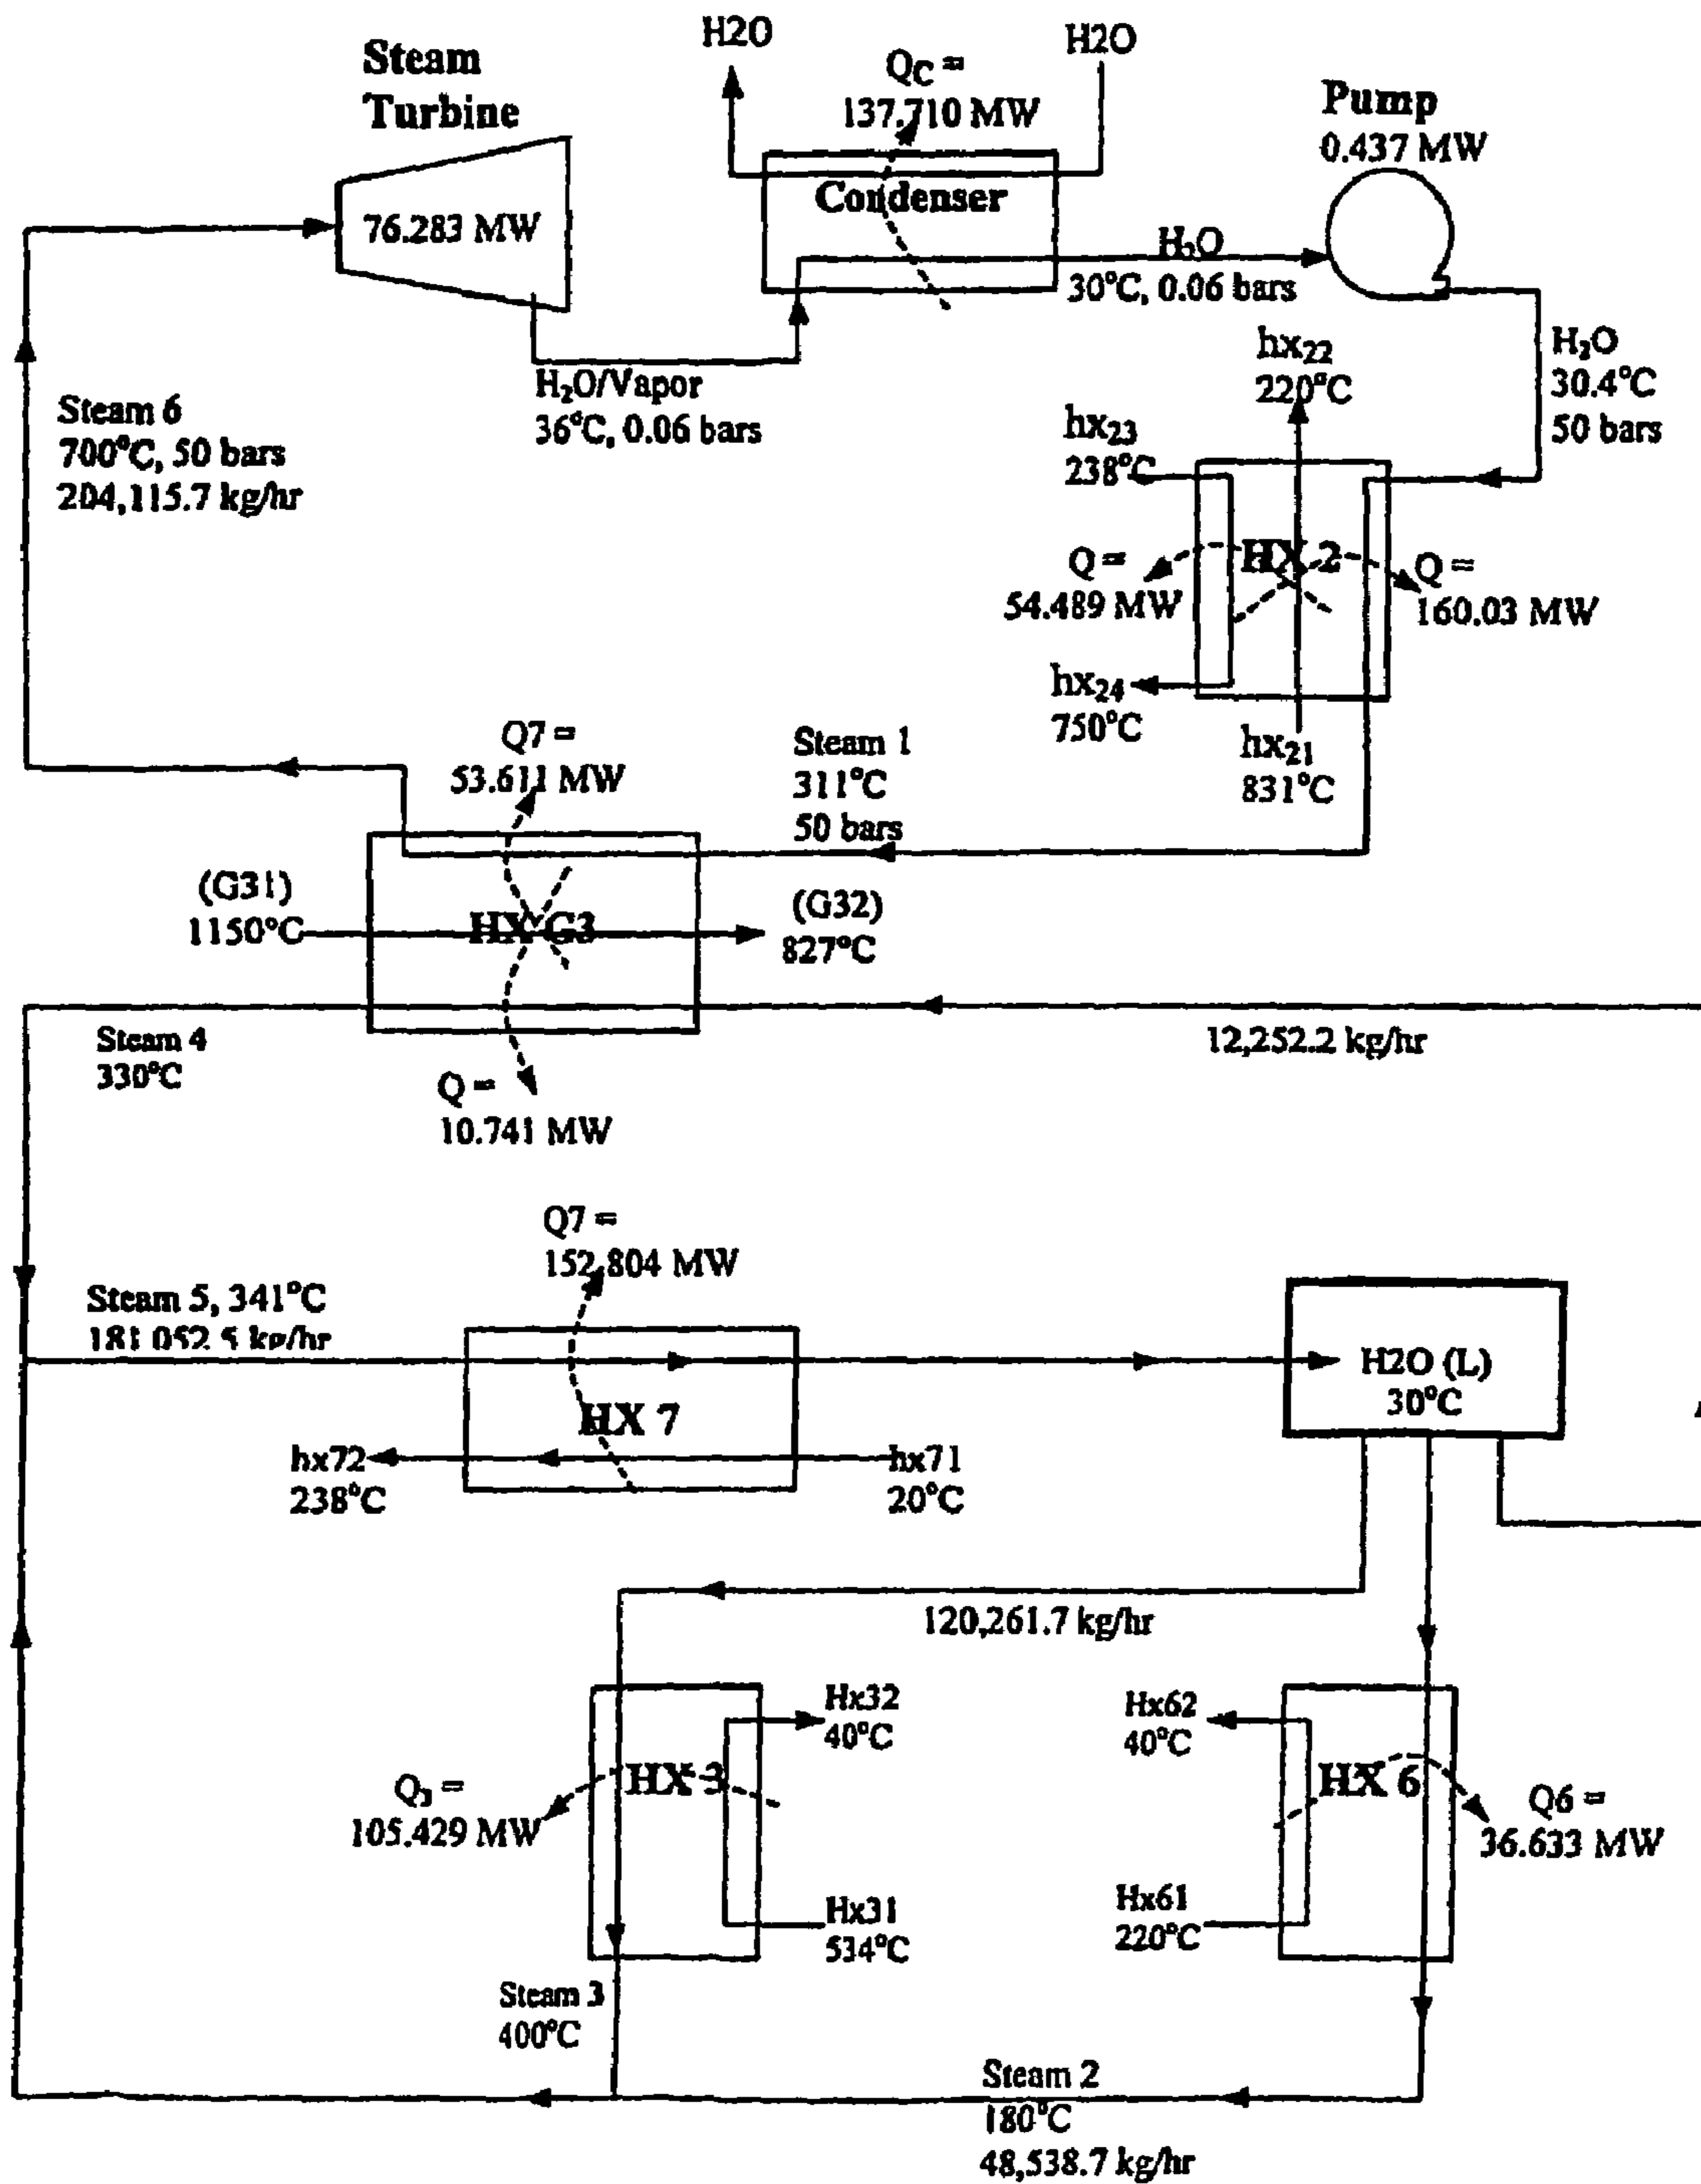 Steam
Turbine
76.283 MW
H2O
QC =
137.710 MW
H2O
Condenser
Pump
0.437 MW
H₂O
30°C, 0.06 bars
H₂O/Vapor
36°C, 0.06 bars
H₂O
30.4°C
50 bars
Steam 6
700°C, 50 bars
204,115.7 kg/hr
hx₂₂
220°C
hx₂₃
238°C
HX 2
Q =
54.489 MW
Q =
160.03 MW
hx₂₄
750°C
hx₂₁
831°C
Q7 =
53.611 MW
Steam 1
311°C
50 bars
(G31)
1150°C
HX G3
(G32)
827°C
Steam 4
330°C
12,252.2 kg/hr
Q =
10.741 MW
Q7 =
152.804 MW
Steam 5, 341°C
181,052.5 kg/hr
HX 7
hx72
238°C
hx71
20°C
H2O (L)
30°C
120,261.7 kg/hr
Hx32
40°C
HX 3
Q₃ =
105.429 MW
Hx31
534°C
Hx62
40°C
HX 6
Q6 =
36.633 MW
Hx61
220°C
Steam 3
400°C
Steam 2
180°C
48,538.7 kg/hr